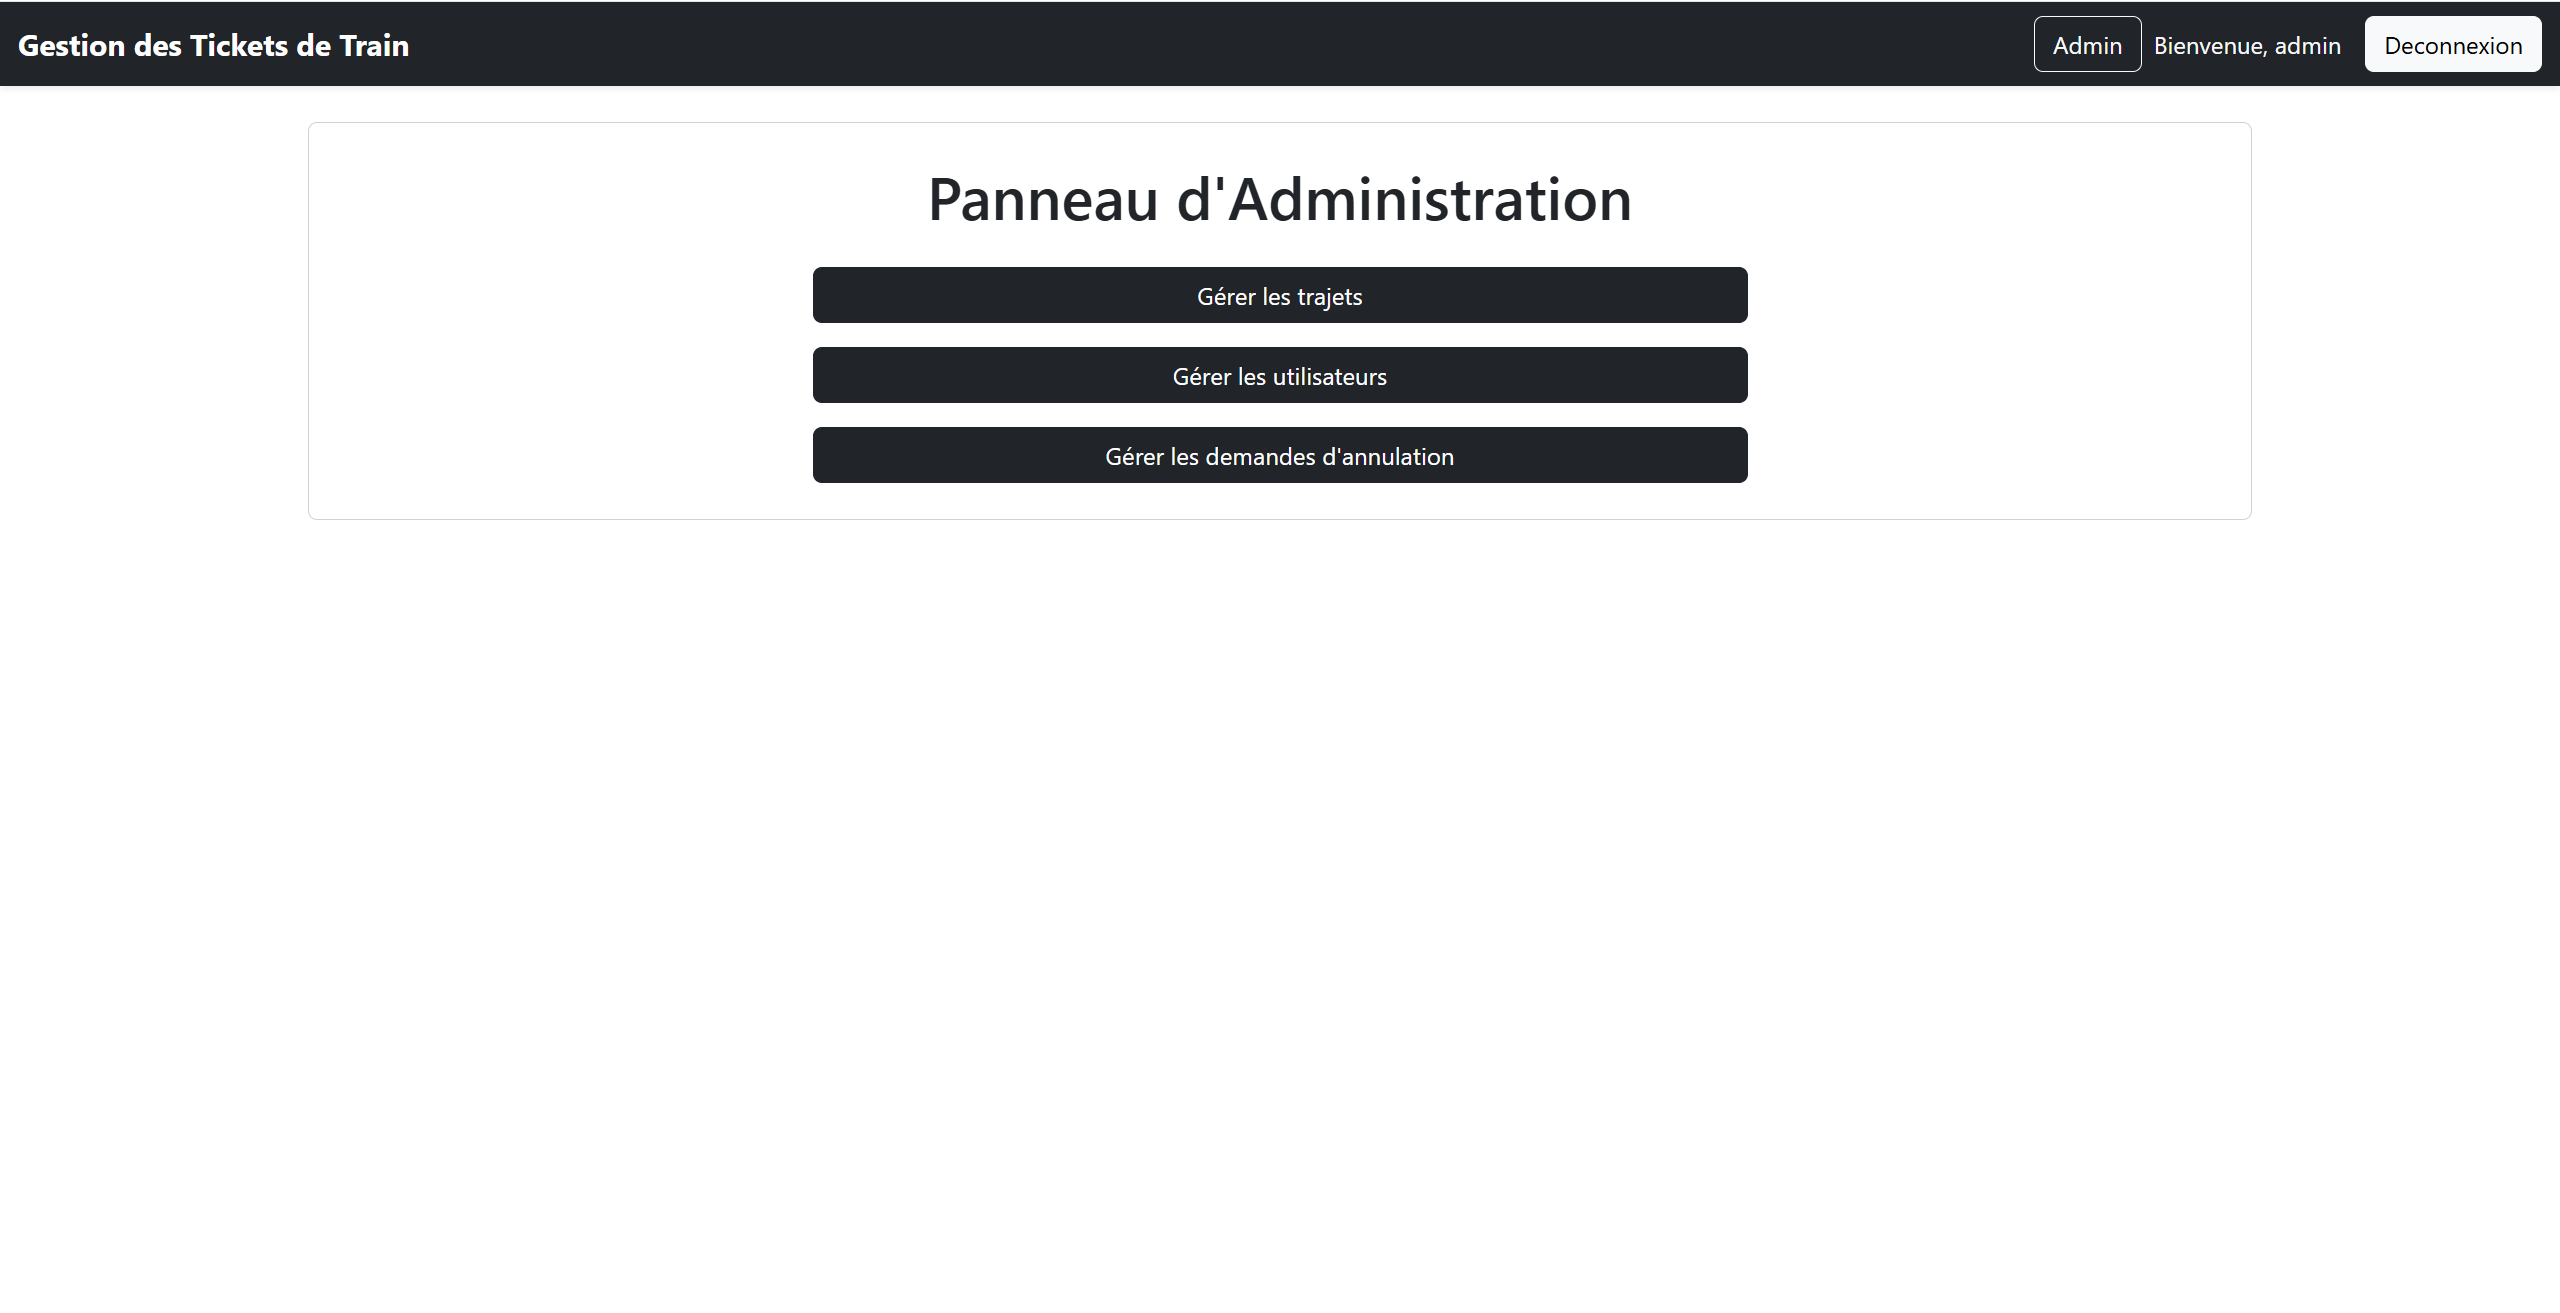 Gestion des Tickets de Train
Admin Bienvenue, admin Deconnexion
Panneau d'Administration
Gérer les trajets
Gérer les utilisateurs
Gérer les demandes d'annulation